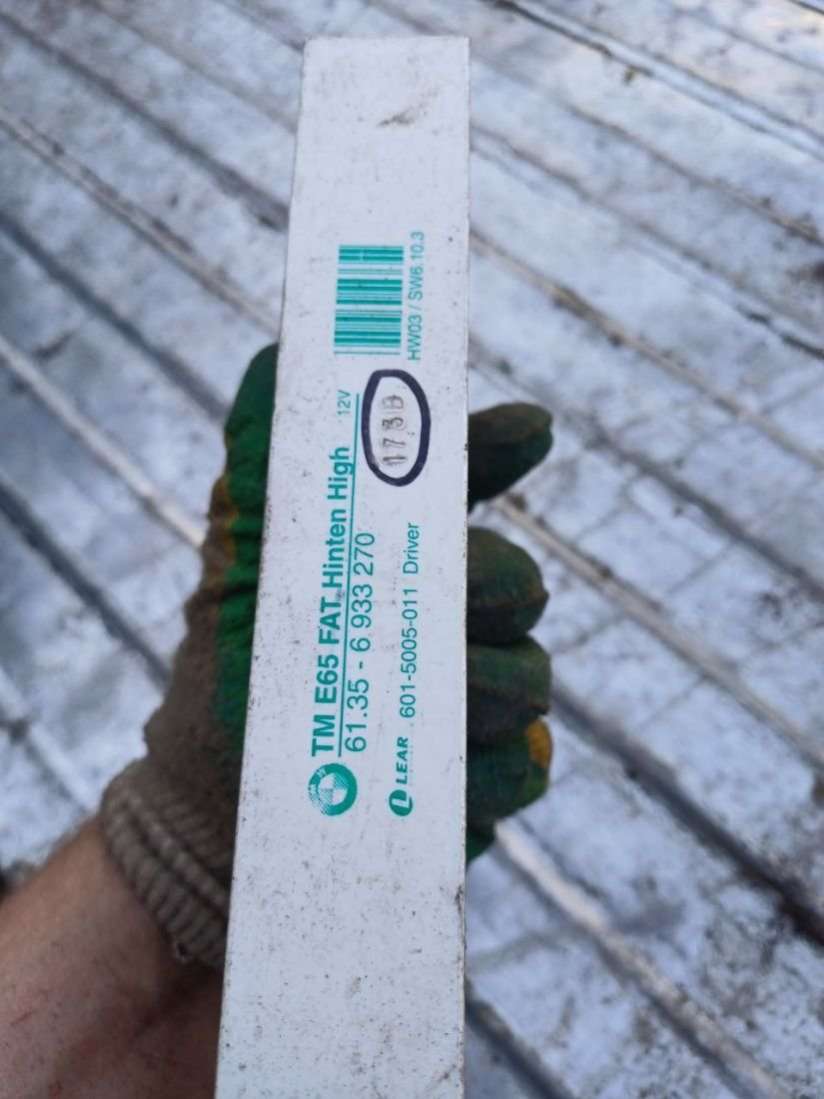 TM E65 FAT.Hinten High 12V
61.35 - 6 933 270
LEAR 601-5005-011 Driver
HW03 / SW6.10.3